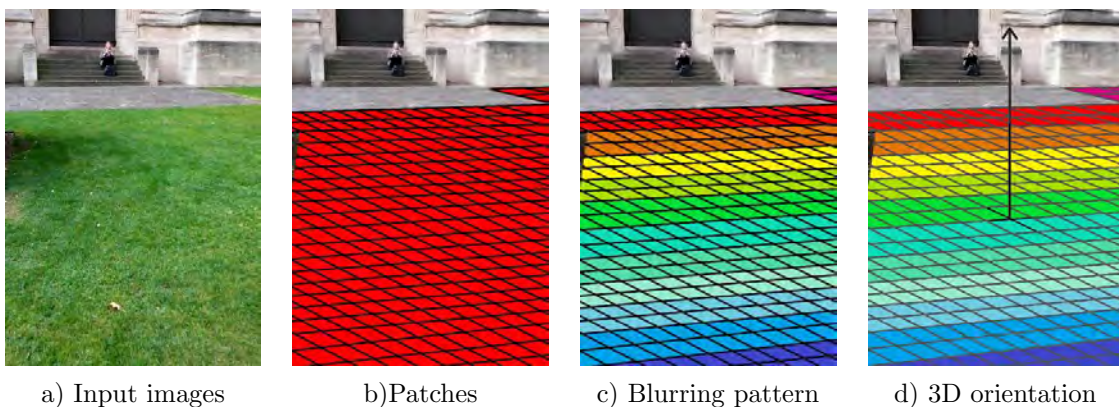 a) Input images
b)Patches
c) Blurring pattern
d) 3D orientation